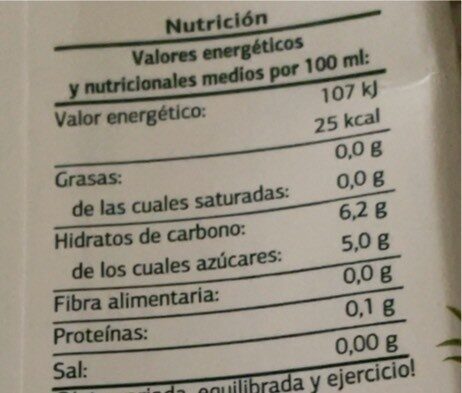 Nutrición
Valores energéticos
y nutricionales medios por 100 ml:
Valor energético: 107 kJ
25 kcal
Grasas: 0,0 g
de las cuales saturadas: 0,0 g
Hidratos de carbono: 6,2 g
de los cuales azúcares: 5,0 g
Fibra alimentaria: 0,0 g
Proteínas: 0,1 g
Sal: 0,00 g
equilibrada y ejercicio!